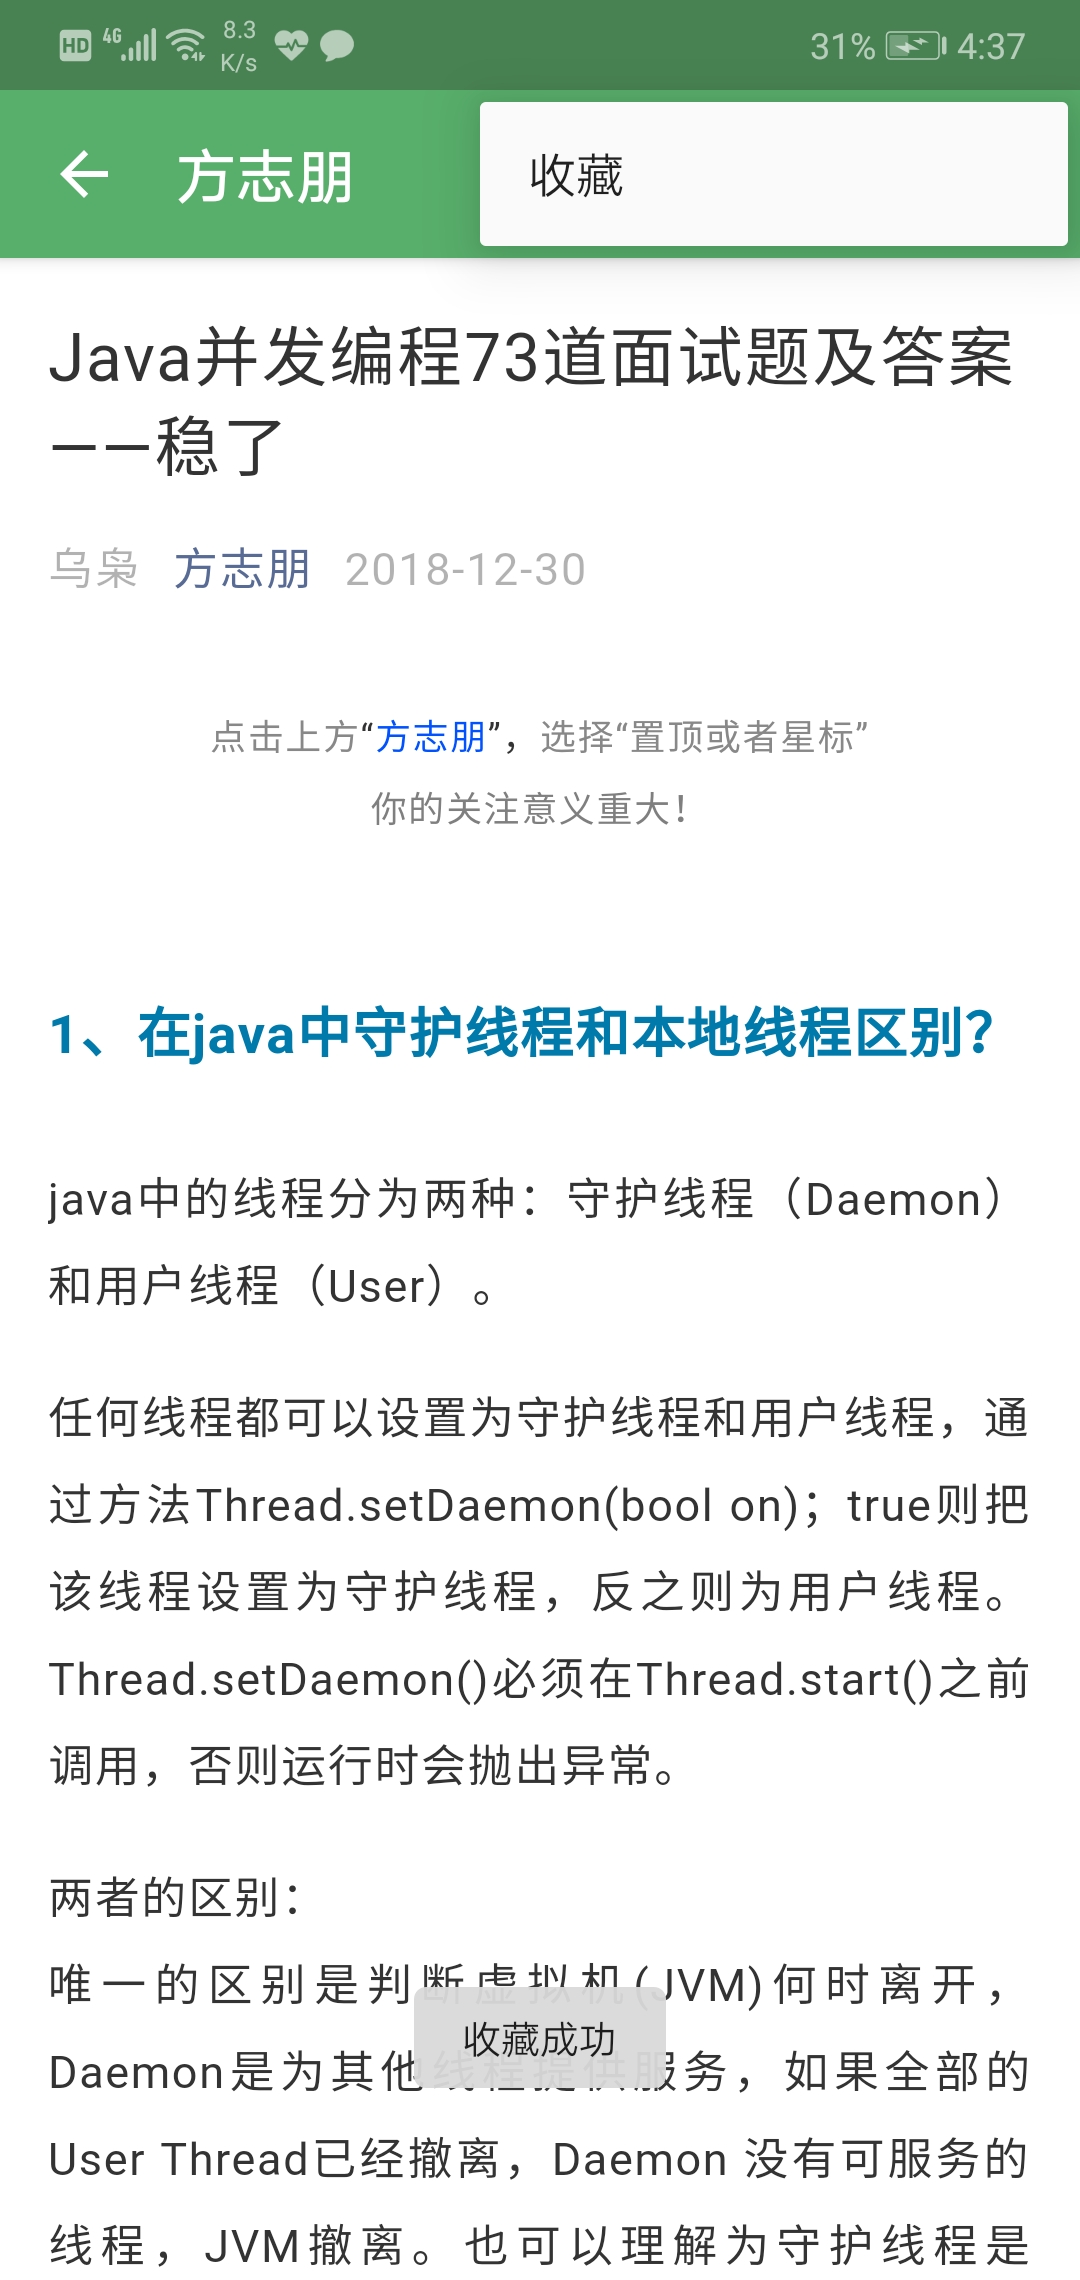 HD 4G 8.3 K/s 31% 4:37
方志朋
收藏
Java并发编程73道面试题及答案
——稳了
乌枭 方志朋 2018-12-30
点击上方“方志朋”，选择“置顶或者星标”
你的关注意义重大！
1、在java中守护线程和本地线程区别？
java中的线程分为两种：守护线程（Daemon）
和用户线程（User）。
任何线程都可以设置为守护线程和用户线程，通
过方法Thread.setDaemon(bool on)；true则把
该线程设置为守护线程，反之则为用户线程。
Thread.setDaemon()必须在Thread.start()之前
调用，否则运行时会抛出异常。
两者的区别：
唯一的区别是判断虚拟机(JVM)何时离开，
收藏成功
Daemon是为其他线程提供服务，如果全部的
User Thread已经撤离，Daemon 没有可服务的
线程，JVM撤离。也可以理解为守护线程是